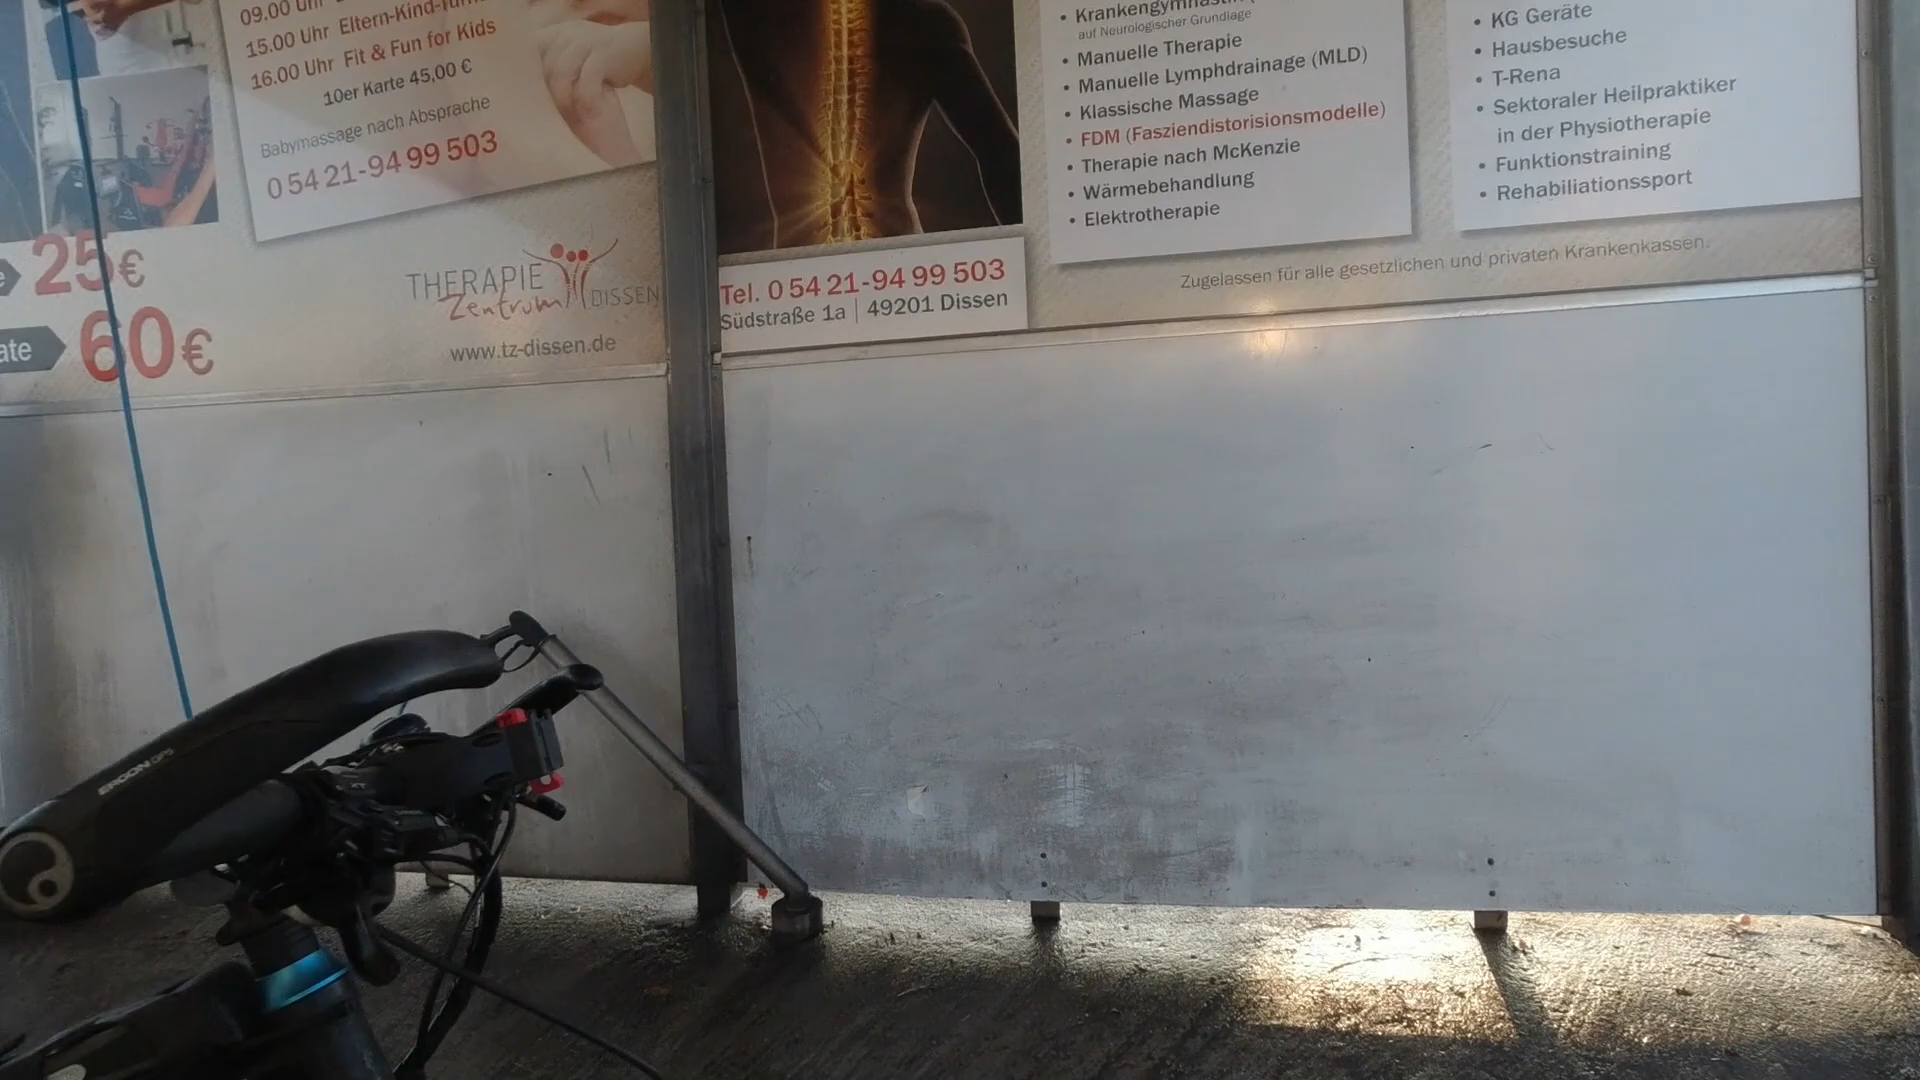 09.00 Uhr
15.00 Uhr Eltern-Kind-Turnen
16.00 Uhr Fit & Fun for Kids
10er Karte 45,00 €
Babymassage nach Absprache
0 54 21-94 99 503
25€
60€
THERAPIE
Zentrum DISSEN
www.tz-dissen.de
Tel. 0 54 21-94 99 503
Südstraße 1a | 49201 Dissen
• Krankengymnastik
auf Neurologischer Grundlage
• Manuelle Therapie
• Manuelle Lymphdrainage (MLD)
• Klassische Massage
• FDM (Fasziendistorisionsmodelle)
• Therapie nach McKenzie
• Wärmebehandlung
• Elektrotherapie
• KG Geräte
• Hausbesuche
• T-Rena
• Sektoraler Heilpraktiker
in der Physiotherapie
• Funktionstraining
• Rehabiliationssport
Zugelassen für alle gesetzlichen und privaten Krankenkassen.
ERGON GP5